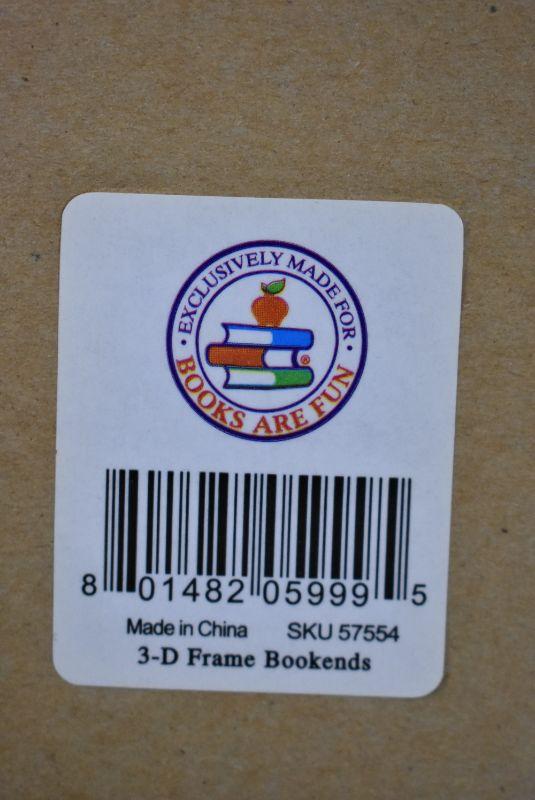 • EXCLUSIVELY MADE FOR •
BOOKS ARE FUN
®
8 01482 05999 5
Made in China SKU 57554
3-D Frame Bookends